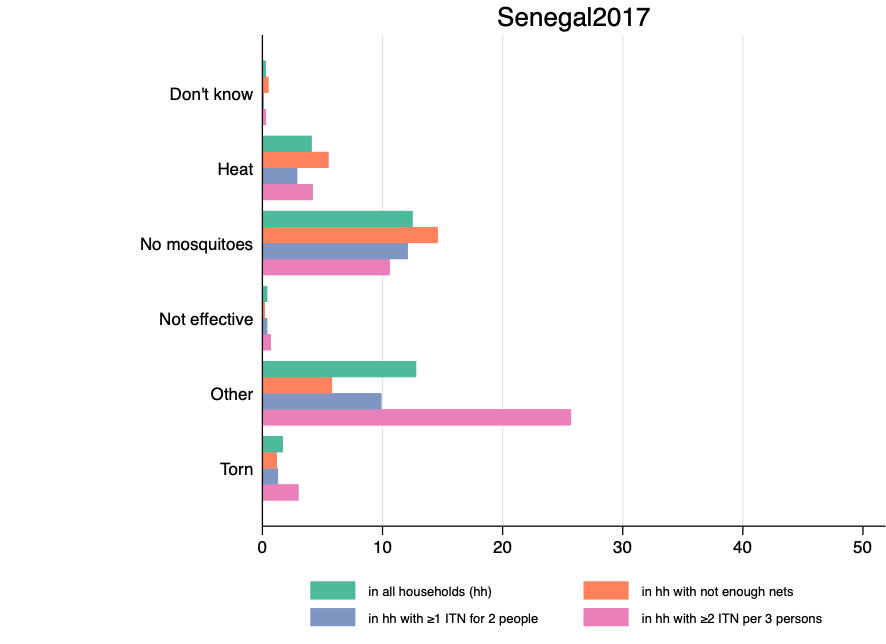 Senegal2017
Don't know
Heat
No mosquitoes
Not effective
Other
Torn
0 10 20 30 40 50
in all households (hh) in hh with not enough nets
in hh with ≥1 ITN for 2 people in hh with ≥2 ITN per 3 persons